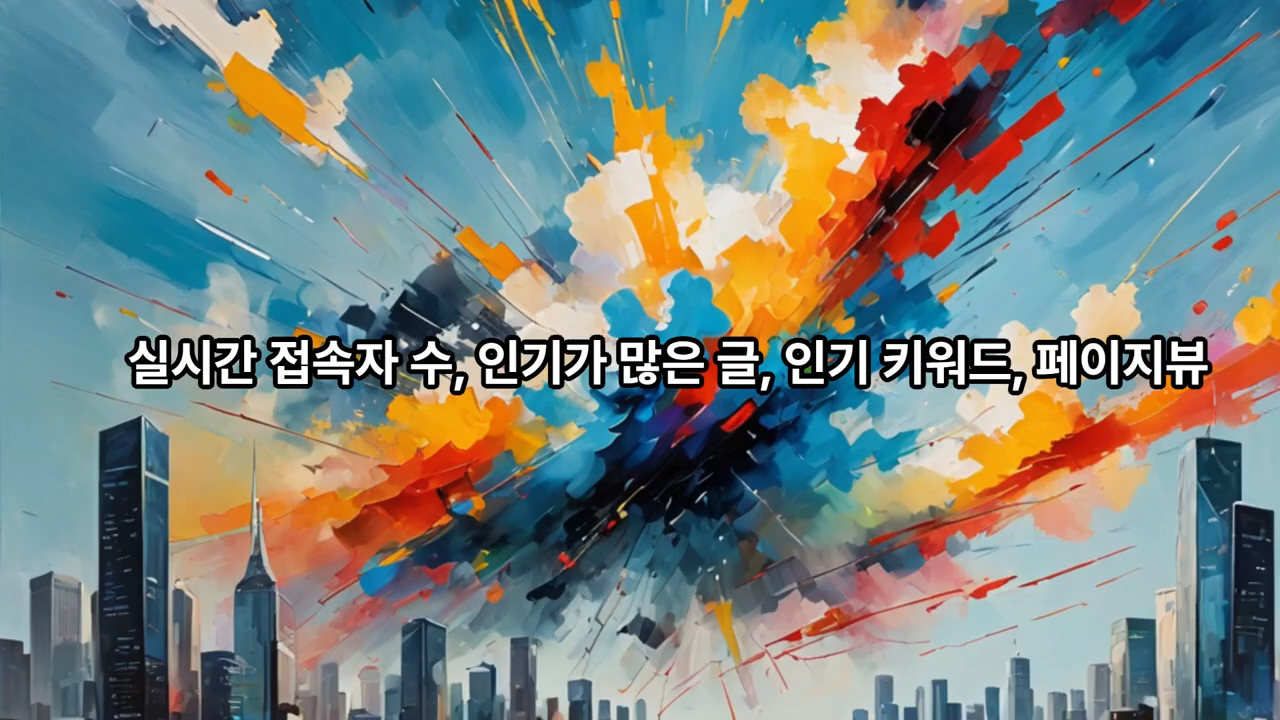 실시간 접속자 수, 인기가 많은 글, 인기 키워드, 페이지뷰